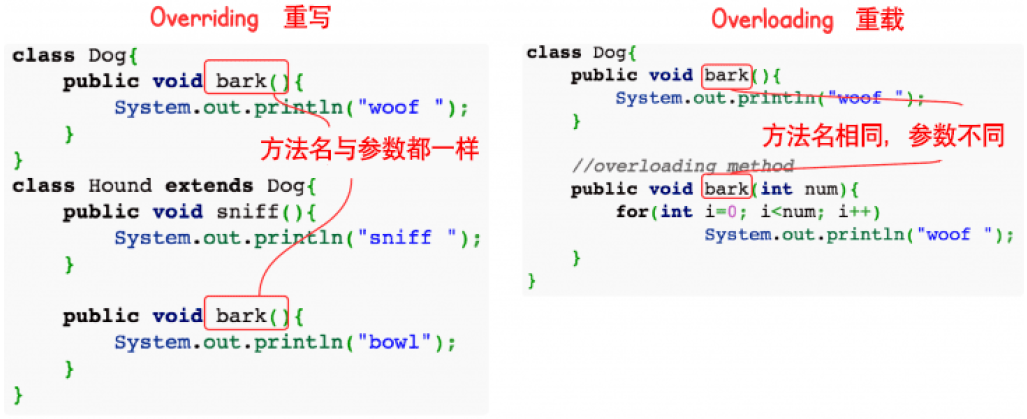 Overriding 重写
class Dog{
    public void bark(){
        System.out.println("woof ");
    }
}
class Hound extends Dog{
    public void sniff(){
        System.out.println("sniff ");
    }

    public void bark(){
        System.out.println("bowl");
    }
}
方法名与参数都一样
Overloading 重载
class Dog{
    public void bark(){
        System.out.println("woof ");
    }

    //overloading method
    public void bark(int num){
        for(int i=0; i<num; i++)
            System.out.println("woof ");
    }
}
方法名相同，参数不同